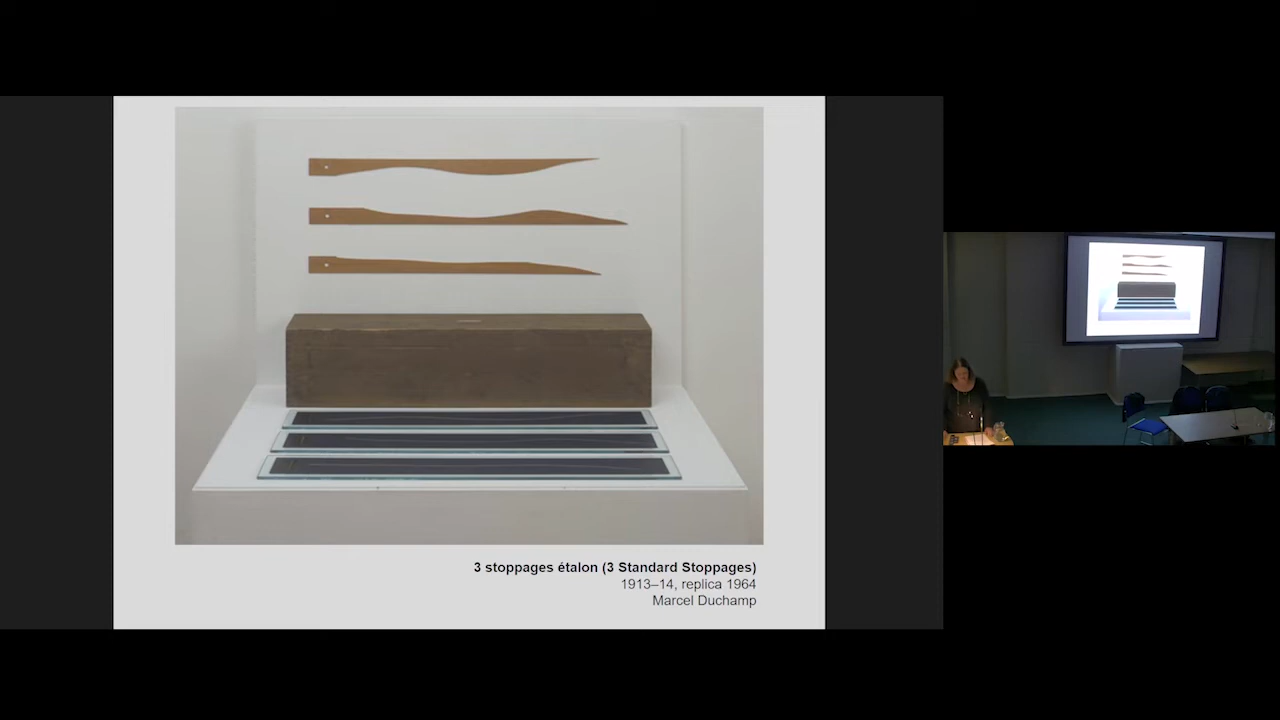 3 stoppages étalon (3 Standard Stoppages)
1913–14, replica 1964
Marcel Duchamp